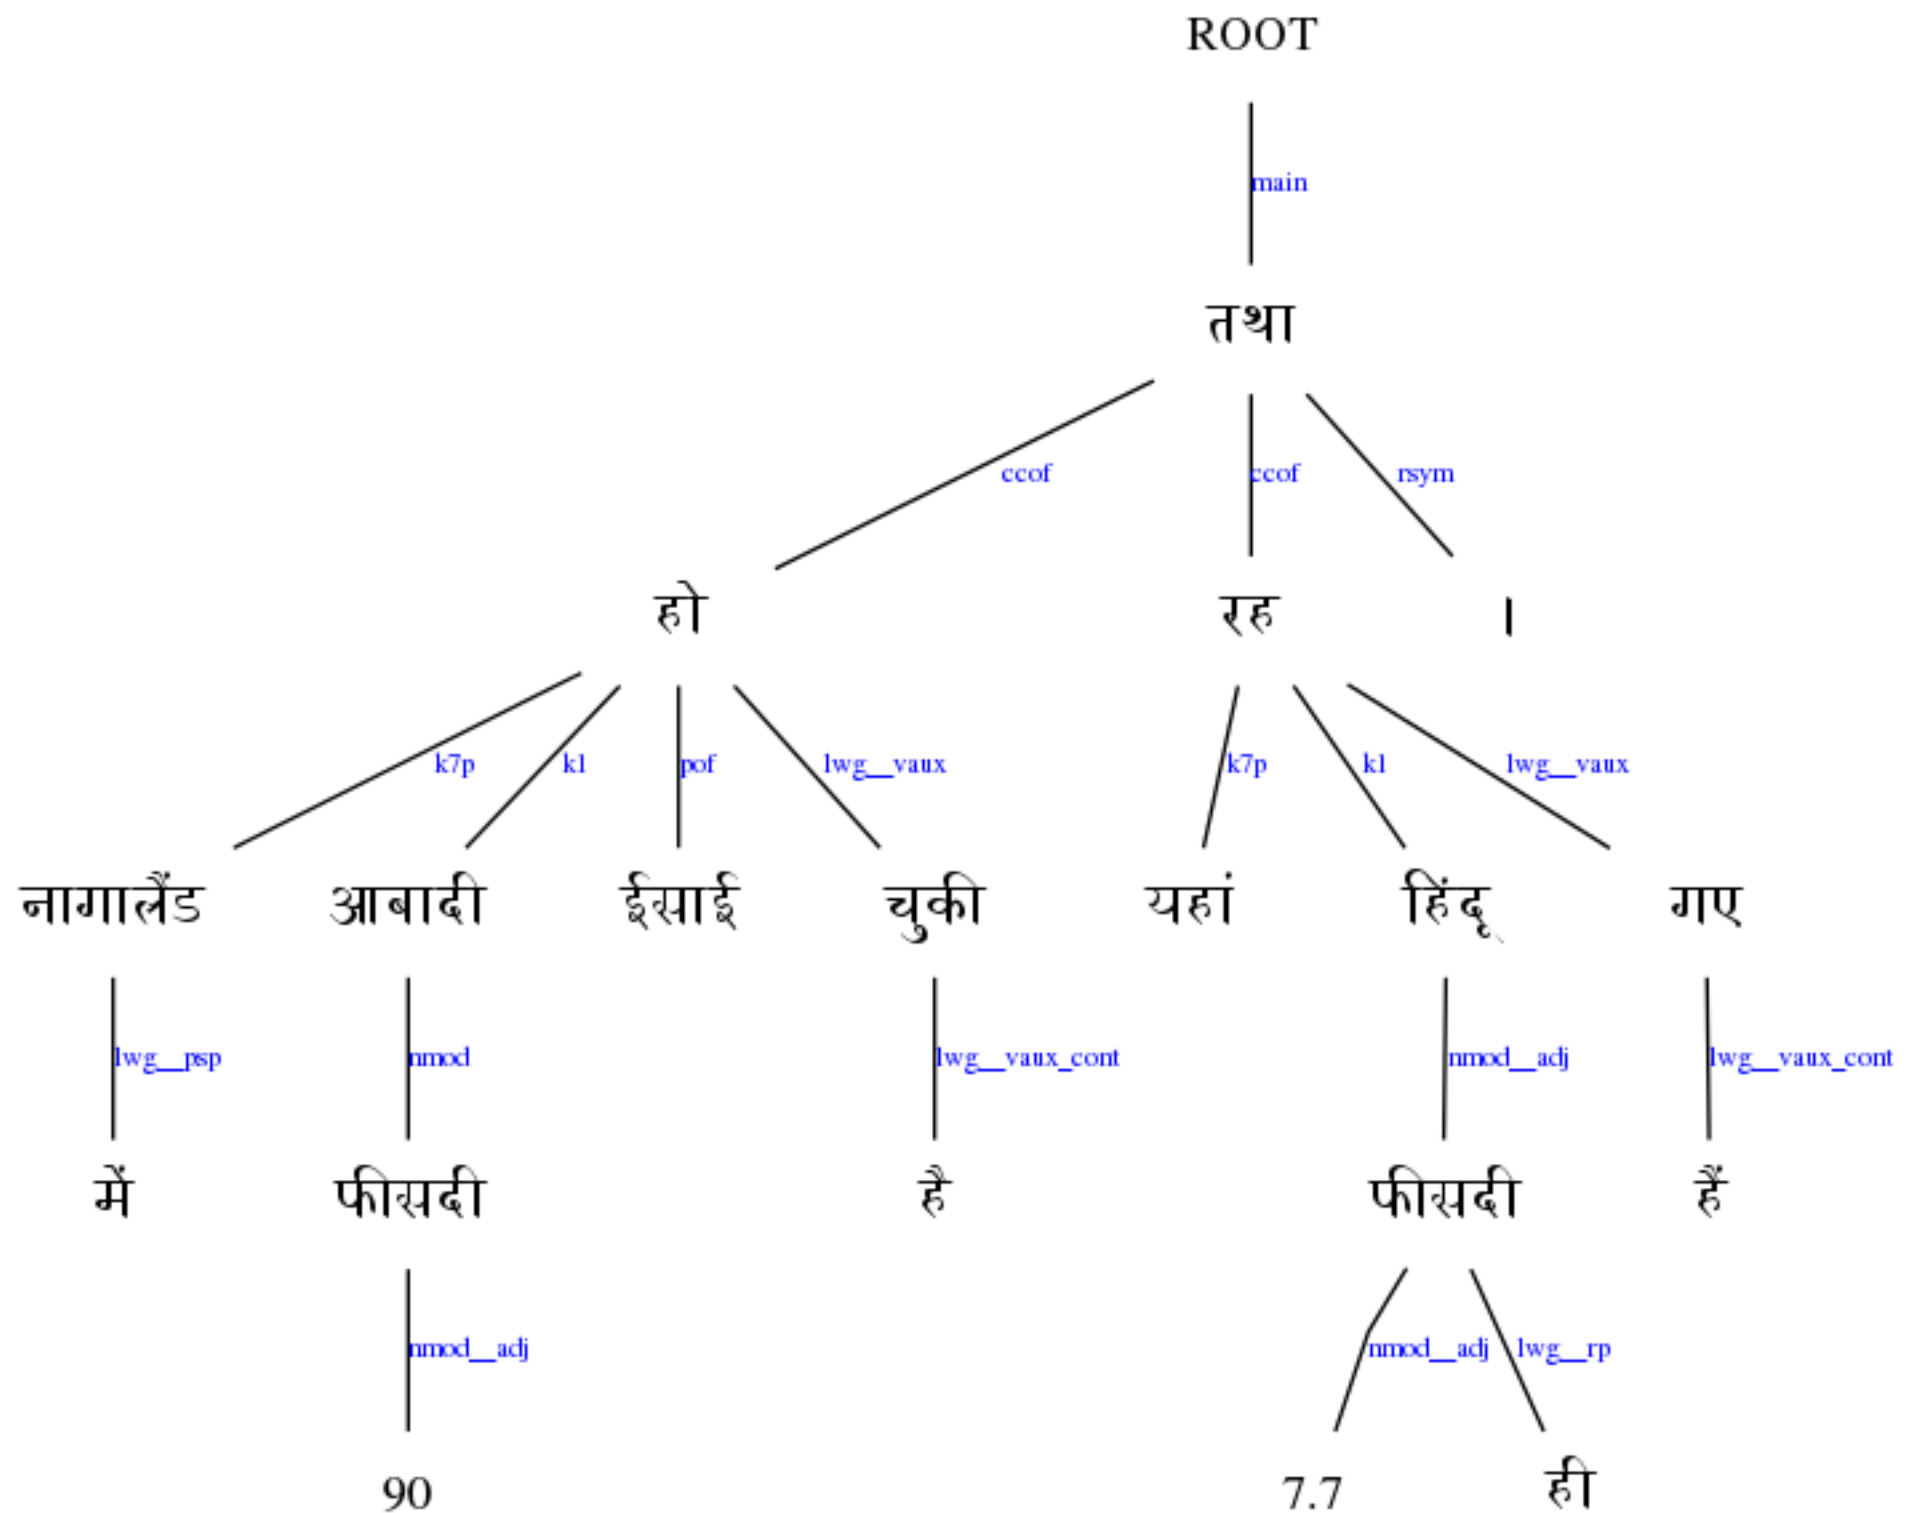 ROOT
main
तथा
ccof ccof rsym
हो रह ।
k7p k1 pof lwg__vaux k7p k1 lwg__vaux
नागालैंड आबादी ईसाई चुकी यहां हिंदू गए
lwg__psp nmod lwg__vaux_cont nmod__adj lwg__vaux_cont
में फीसदी है फीसदी हैं
nmod__adj nmod__adj lwg__rp
90 7.7 ही